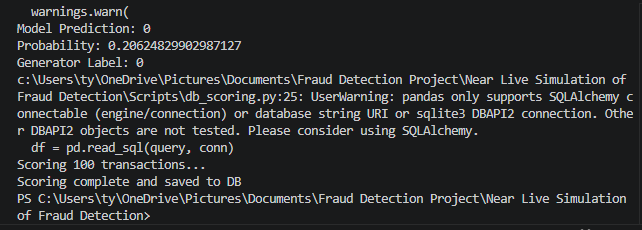 warnings.warn(
Model Prediction: 0
Probability: 0.20624829902987127
Generator Label: 0
c:\Users\ty\OneDrive\Pictures\Documents\Fraud Detection Project\Near Live Simulation of
Fraud Detection\Scripts\db_scoring.py:25: UserWarning: pandas only supports SQLAlchemy c
onnectable (engine/connection) or database string URI or sqlite3 DBAPI2 connection. Othe
r DBAPI2 objects are not tested. Please consider using SQLAlchemy.
df = pd.read_sql(query, conn)
Scoring 100 transactions...
Scoring complete and saved to DB
PS C:\Users\ty\OneDrive\Pictures\Documents\Fraud Detection Project\Near Live Simulation
of Fraud Detection>